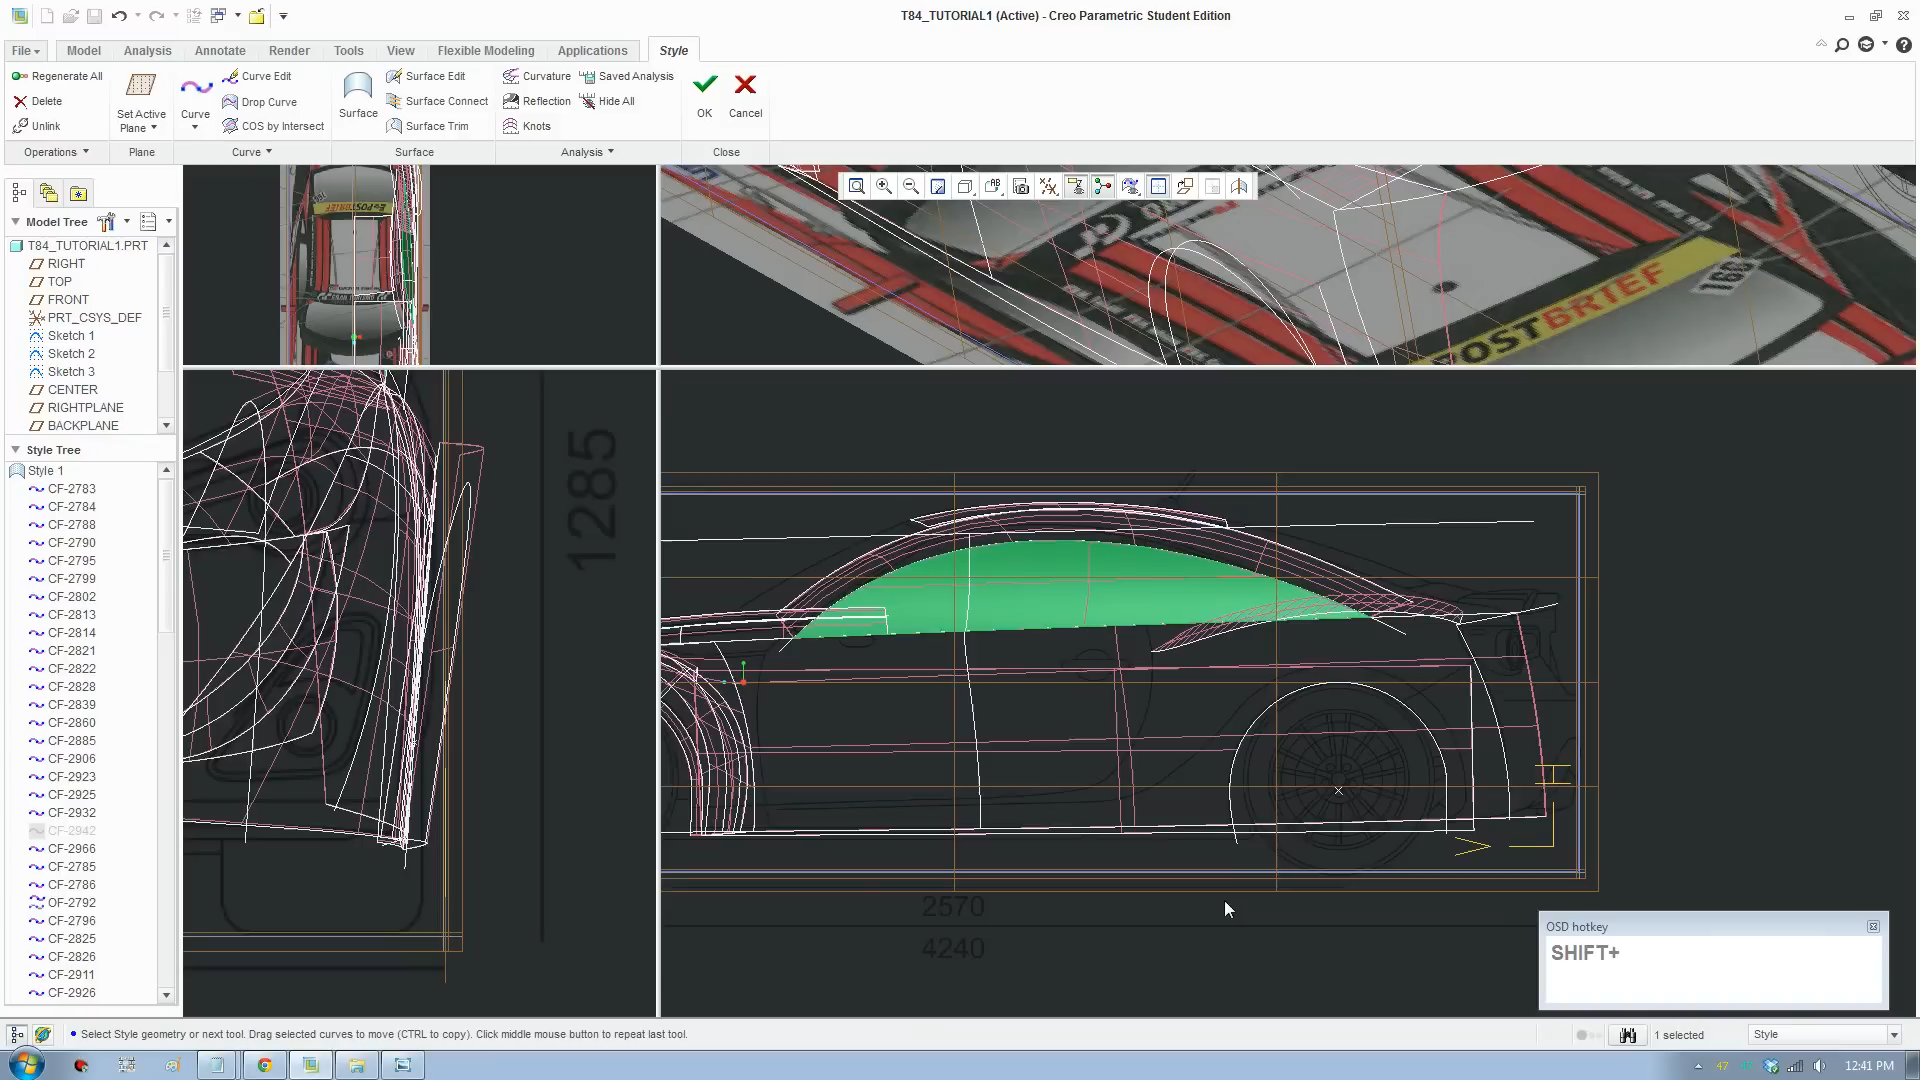 T84_TUTORIAL1 (Active) - Creo Parametric Student Edition
File
Model
Analysis
Annotate
Render
Tools
View
Flexible Modeling
Applications
Style
Regenerate All
Delete
Unlink
Set Active
Plane
Curve
Curve Edit
Drop Curve
COS by Intersect
Surface
Surface Edit
Surface Connect
Surface Trim
Curvature
Reflection
Knots
Saved Analysis
Hide All
OK
Cancel
Operations
Plane
Curve
Surface
Analysis
Close
Model Tree
T84_TUTORIAL1.PRT
RIGHT
TOP
FRONT
PRT_CSYS_DEF
Sketch 1
Sketch 2
Sketch 3
CENTER
RIGHTPLANE
BACKPLANE
Style Tree
Style 1
CF-2783
CF-2784
CF-2788
CF-2790
CF-2795
CF-2799
CF-2802
CF-2813
CF-2814
CF-2821
CF-2822
CF-2828
CF-2839
CF-2860
CF-2885
CF-2906
CF-2923
CF-2925
CF-2932
CF-2942
CF-2966
CF-2785
CF-2786
OF-2792
CF-2796
CF-2825
CF-2826
CF-2911
CF-2926
POSTBRIEF
1285
2570
4240
OSD hotkey
SHIFT+
Select Style geometry or next tool. Drag selected curves to move (CTRL to copy). Click middle mouse button to repeat last tool.
1 selected
Style
47
12:41 PM